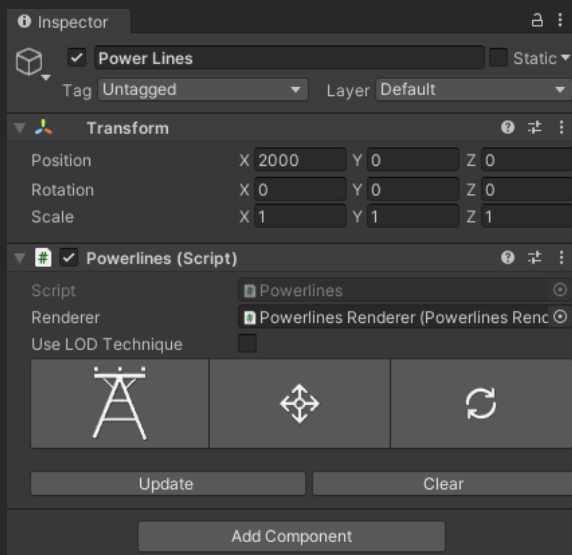 Inspector
Power Lines Static
Tag Untagged Layer Default
Transform
Position X 2000 Y 0 Z 0
Rotation X 0 Y 0 Z 0
Scale X 1 Y 1 Z 1
# Powerlines (Script)
Script # Powerlines
Renderer # Powerlines Renderer (Powerlines Renc
Use LOD Technique
Update Clear
Add Component